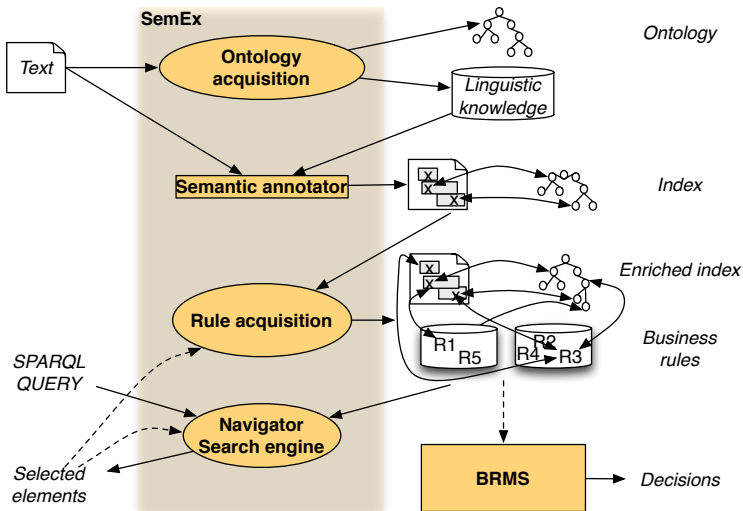 SemEx
Text
Ontology
acquisition
Ontology
Linguistic
knowledge
Semantic annotator
X
X
X
Index
X
X
X
Enriched index
Rule acquisition
R1
R5
R2
R4
R3
Business
rules
SPARQL
QUERY
Navigator
Search engine
Selected
elements
BRMS
Decisions